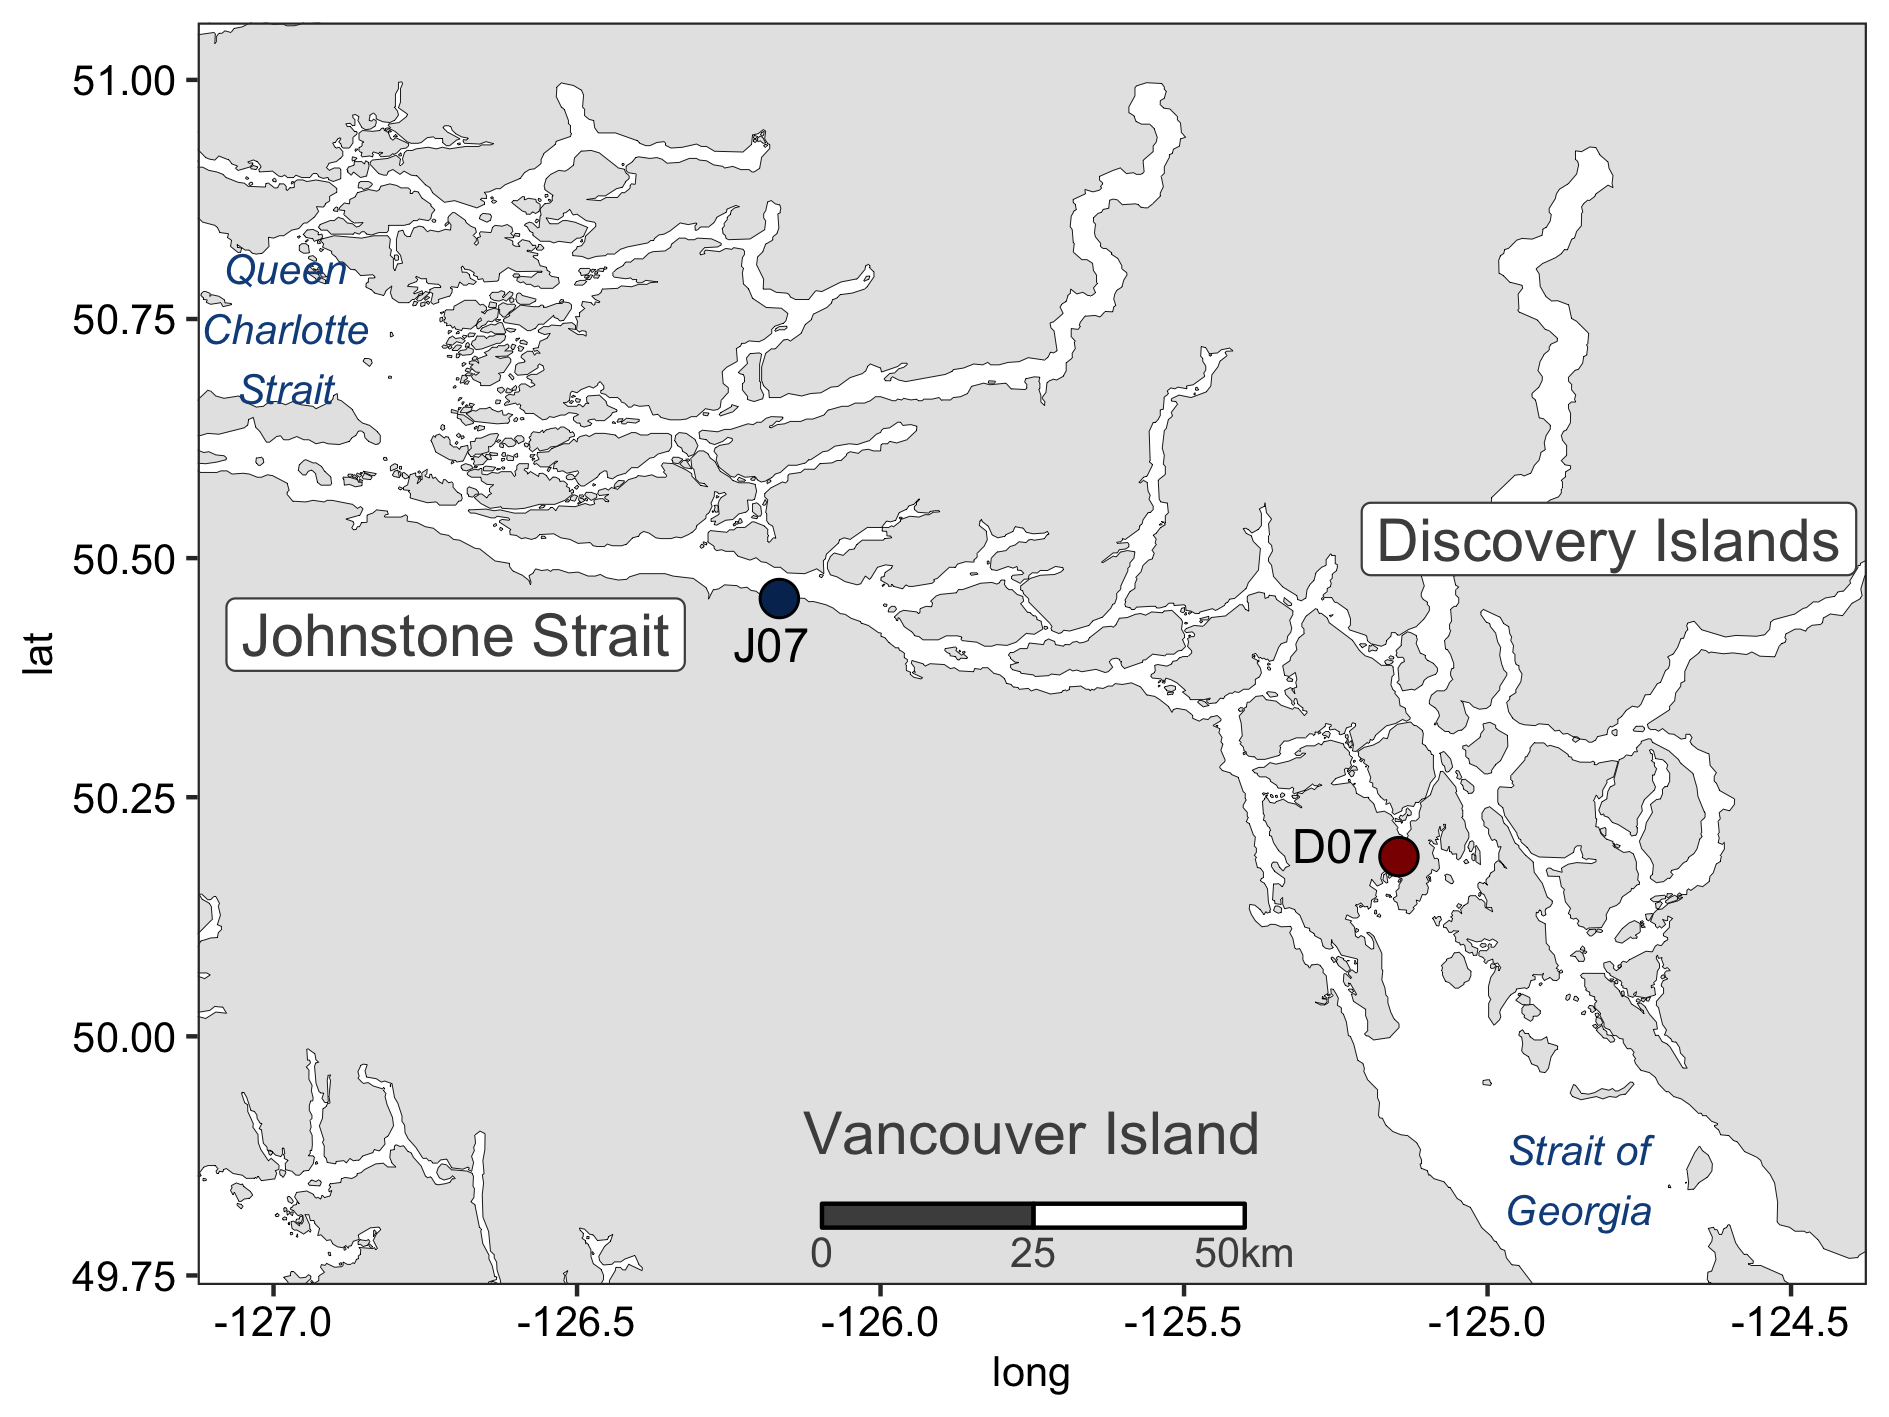 51.00
50.75
50.50
50.25
50.00
49.75
lat
Queen
Charlotte
Strait
Discovery Islands
Johnstone Strait
J07
D07
Vancouver Island
0 25 50km
Strait of
Georgia
-127.0 -126.5 -126.0 -125.5 -125.0 -124.5
long